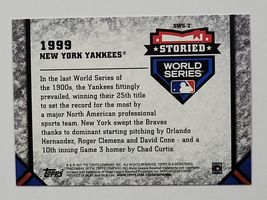 SWS-2
1999
NEW YORK YANKEES®
STORIED
WORLD
SERIES
In the last World Series of
the 1900s, the Yankees fittingly
prevailed, winning their 25th title
to set the record for the most by
a major North American professional
sports team. New York swept the Braves
thanks to dominant starting pitching by Orlando
Hernandez, Roger Clemens and David Cone - and
a 10th inning Game 3 homer by Chad Curtis.
Topps